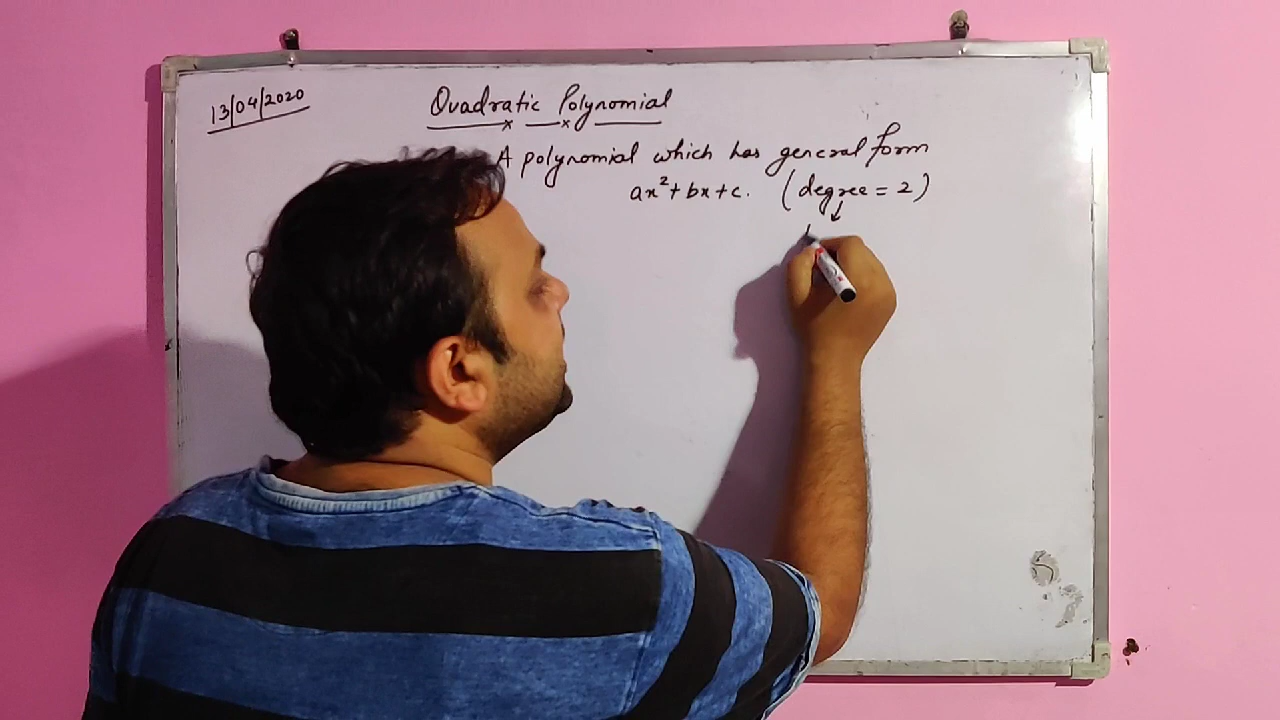 13/04/2020
Quadratic Polynomial
A polynomial which has general form
ax²+bx+c. (degree = 2)